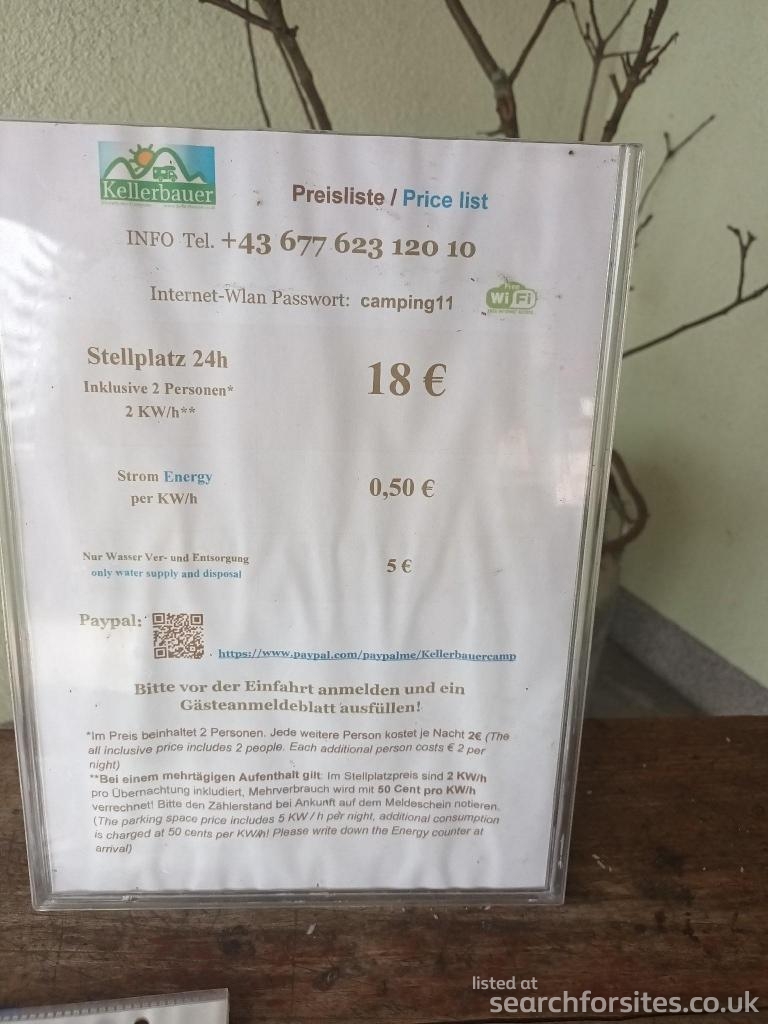 Kellerbauer
Preisliste / Price list
INFO Tel. +43 677 623 120 10
Internet-Wlan Passwort: camping11
Free
Wi Fi
Stellplatz 24h
Inklusive 2 Personen*
2 KW/h**
18 €
Strom Energy
per KW/h
0,50 €
Nur Wasser Ver- und Entsorgung
only water supply and disposal
5 €
Paypal:
https://www.paypal.com/paypalme/Kellerbauercamp
Bitte vor der Einfahrt anmelden und ein
Gästeanmeldeblatt ausfüllen!
*Im Preis beinhaltet 2 Personen. Jede weitere Person kostet je Nacht 2€ (The
all inclusive price includes 2 people. Each additional person costs € 2 per
night)
**Bei einem mehrtägigen Aufenthalt gilt: Im Stellplatzpreis sind 2 KW/h
pro Übernachtung inkludiert, Mehrverbrauch wird mit 50 Cent pro KW/h
verrechnet! Bitte den Zählerstand bei Ankunft auf dem Meldeschein notieren.
(The parking space price includes 5 KW / h per night, additional consumption
is charged at 50 cents per KW/h! Please write down the Energy counter at
arrival)
listed at
searchforsites.co.uk